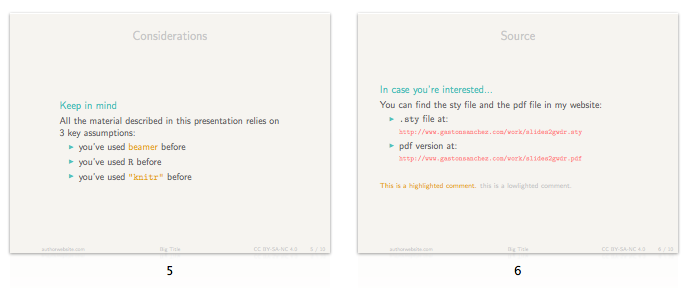 Considerations
Keep in mind
All the material described in this presentation relies on
3 key assumptions:
► you've used beamer before
► you've used R before
► you've used "knitr" before
authorwebsite.com Big Title CC BY-SA-NC 4.0 5 / 10
5
Source
In case you're interested...
You can find the sty file and the pdf file in my website:
► .sty file at:
http://www.gastonsanchez.com/work/slides2gwdr.sty
► pdf version at:
http://www.gastonsanchez.com/work/slides2gwdr.pdf
This is a highlighted comment. this is a lowlighted comment.
authorwebsite.com Big Title CC BY-SA-NC 4.0 6 / 10
6